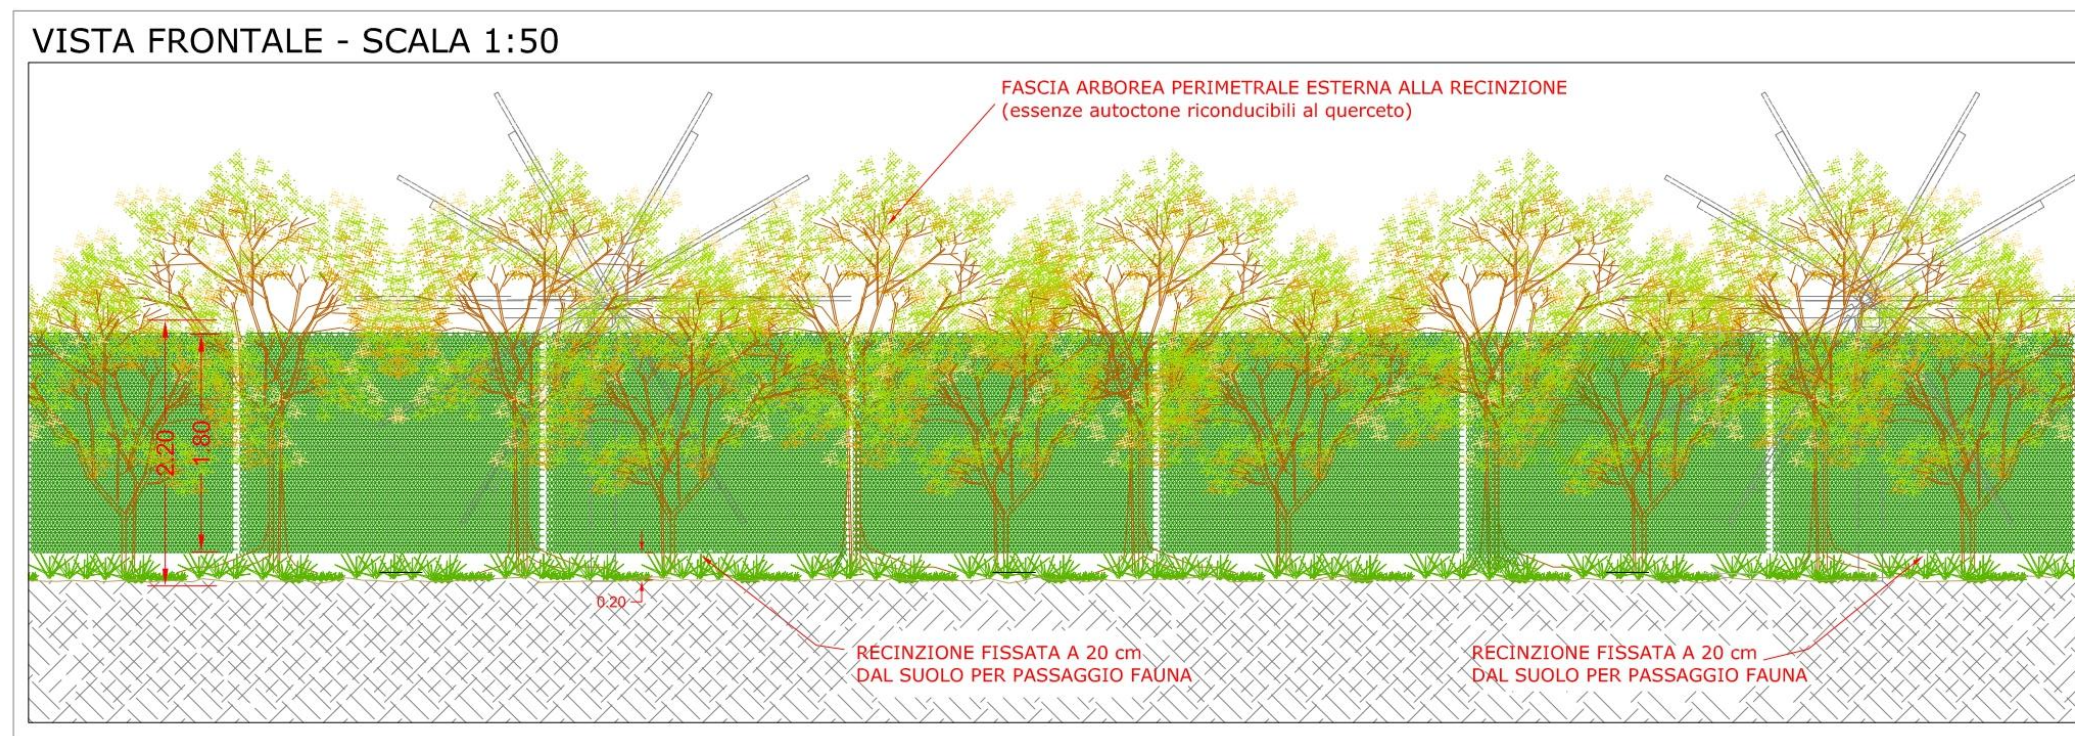 VISTA FRONTALE - SCALA 1:50
FASCIA ARBOREA PERIMETRALE ESTERNA ALLA RECINZIONE
(essenze autoctone riconducibili al querceto)
2.20
1.80
0.20
RECINZIONE FISSATA A 20 cm
DAL SUOLO PER PASSAGGIO FAUNA
RECINZIONE FISSATA A 20 cm
DAL SUOLO PER PASSAGGIO FAUNA